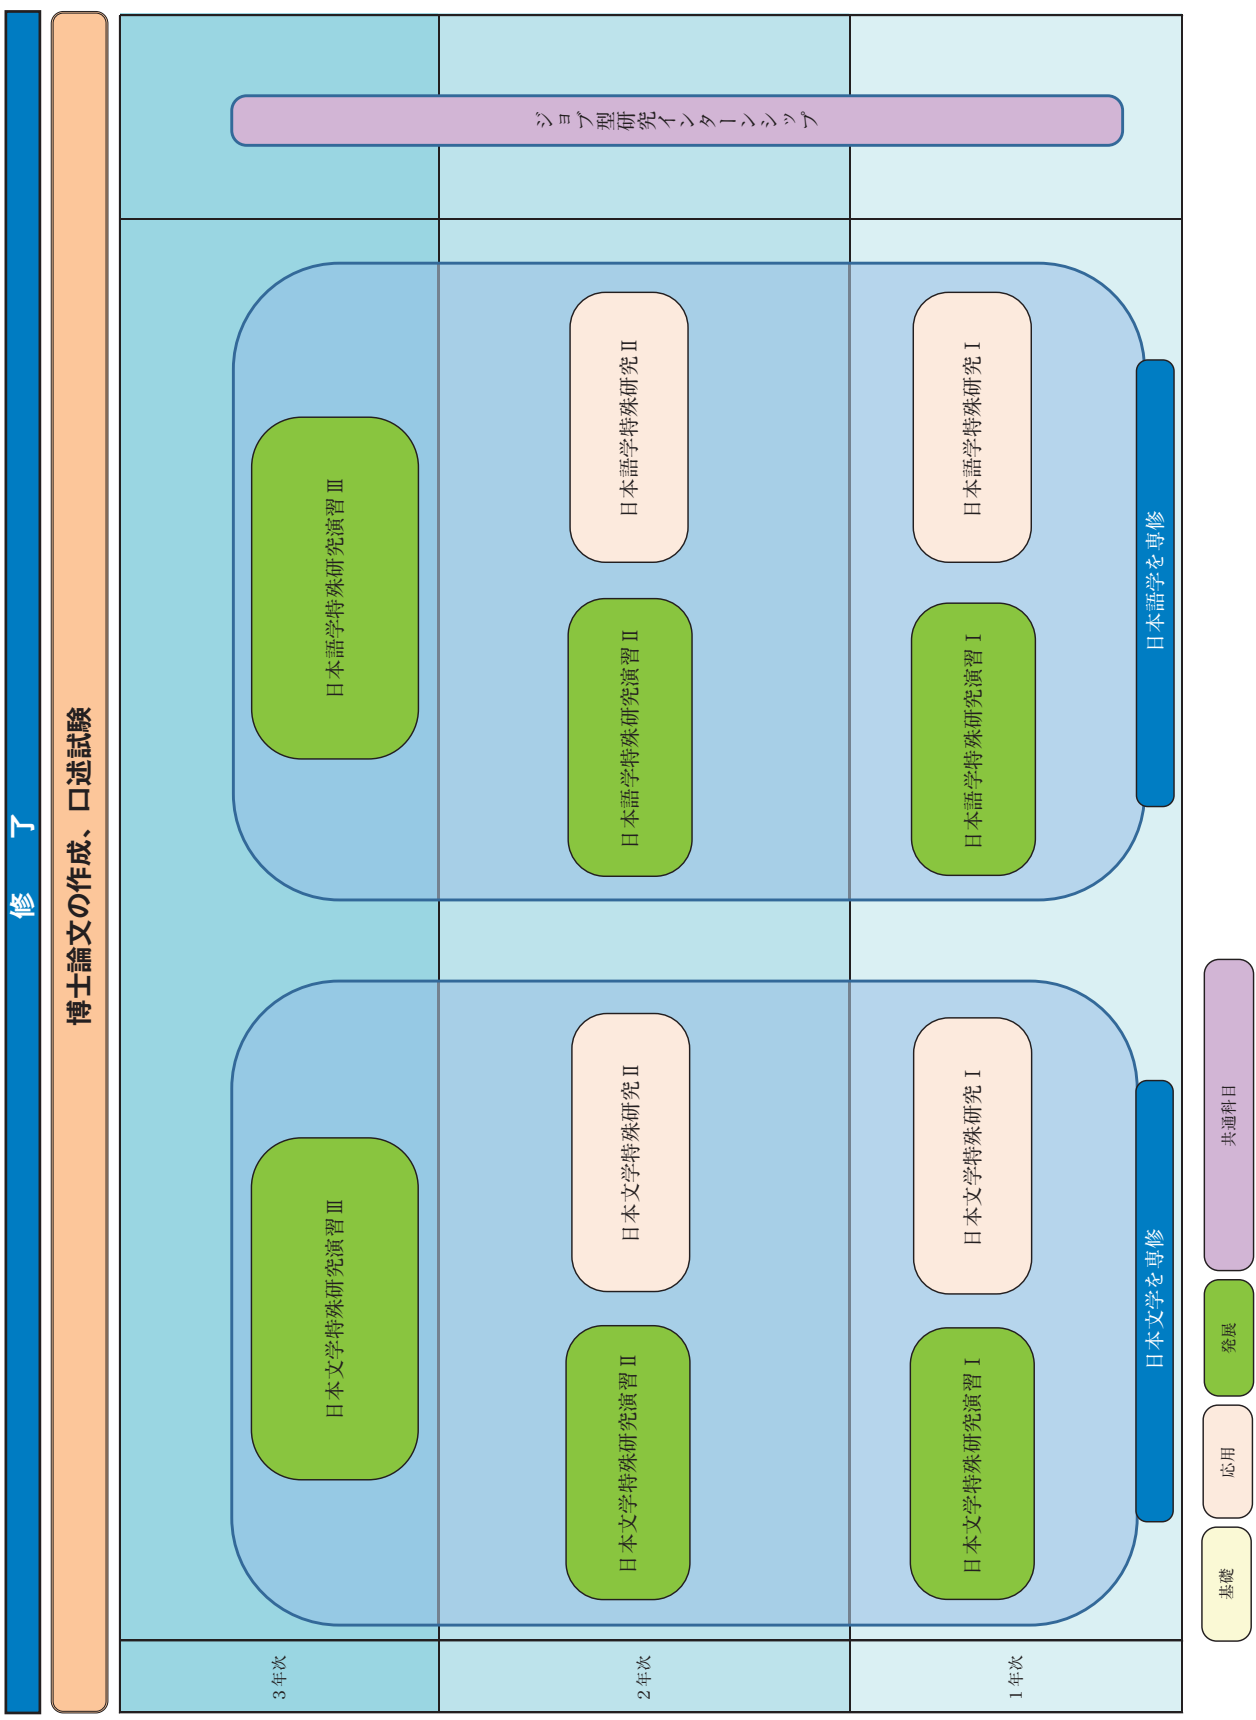 修　了
博士論文の作成、口述試験
3年次
日本文学特殊研究演習Ⅲ
日本語学特殊研究演習Ⅲ
ジョブ型研究インターンシップ
2年次
日本文学特殊研究演習Ⅱ
日本文学特殊研究Ⅱ
日本語学特殊研究演習Ⅱ
日本語学特殊研究Ⅱ
1年次
日本文学特殊研究演習Ⅰ
日本文学特殊研究Ⅰ
日本語学特殊研究演習Ⅰ
日本語学特殊研究Ⅰ
日本文学を専修
日本語学を専修
基礎
応用
発展
共通科目